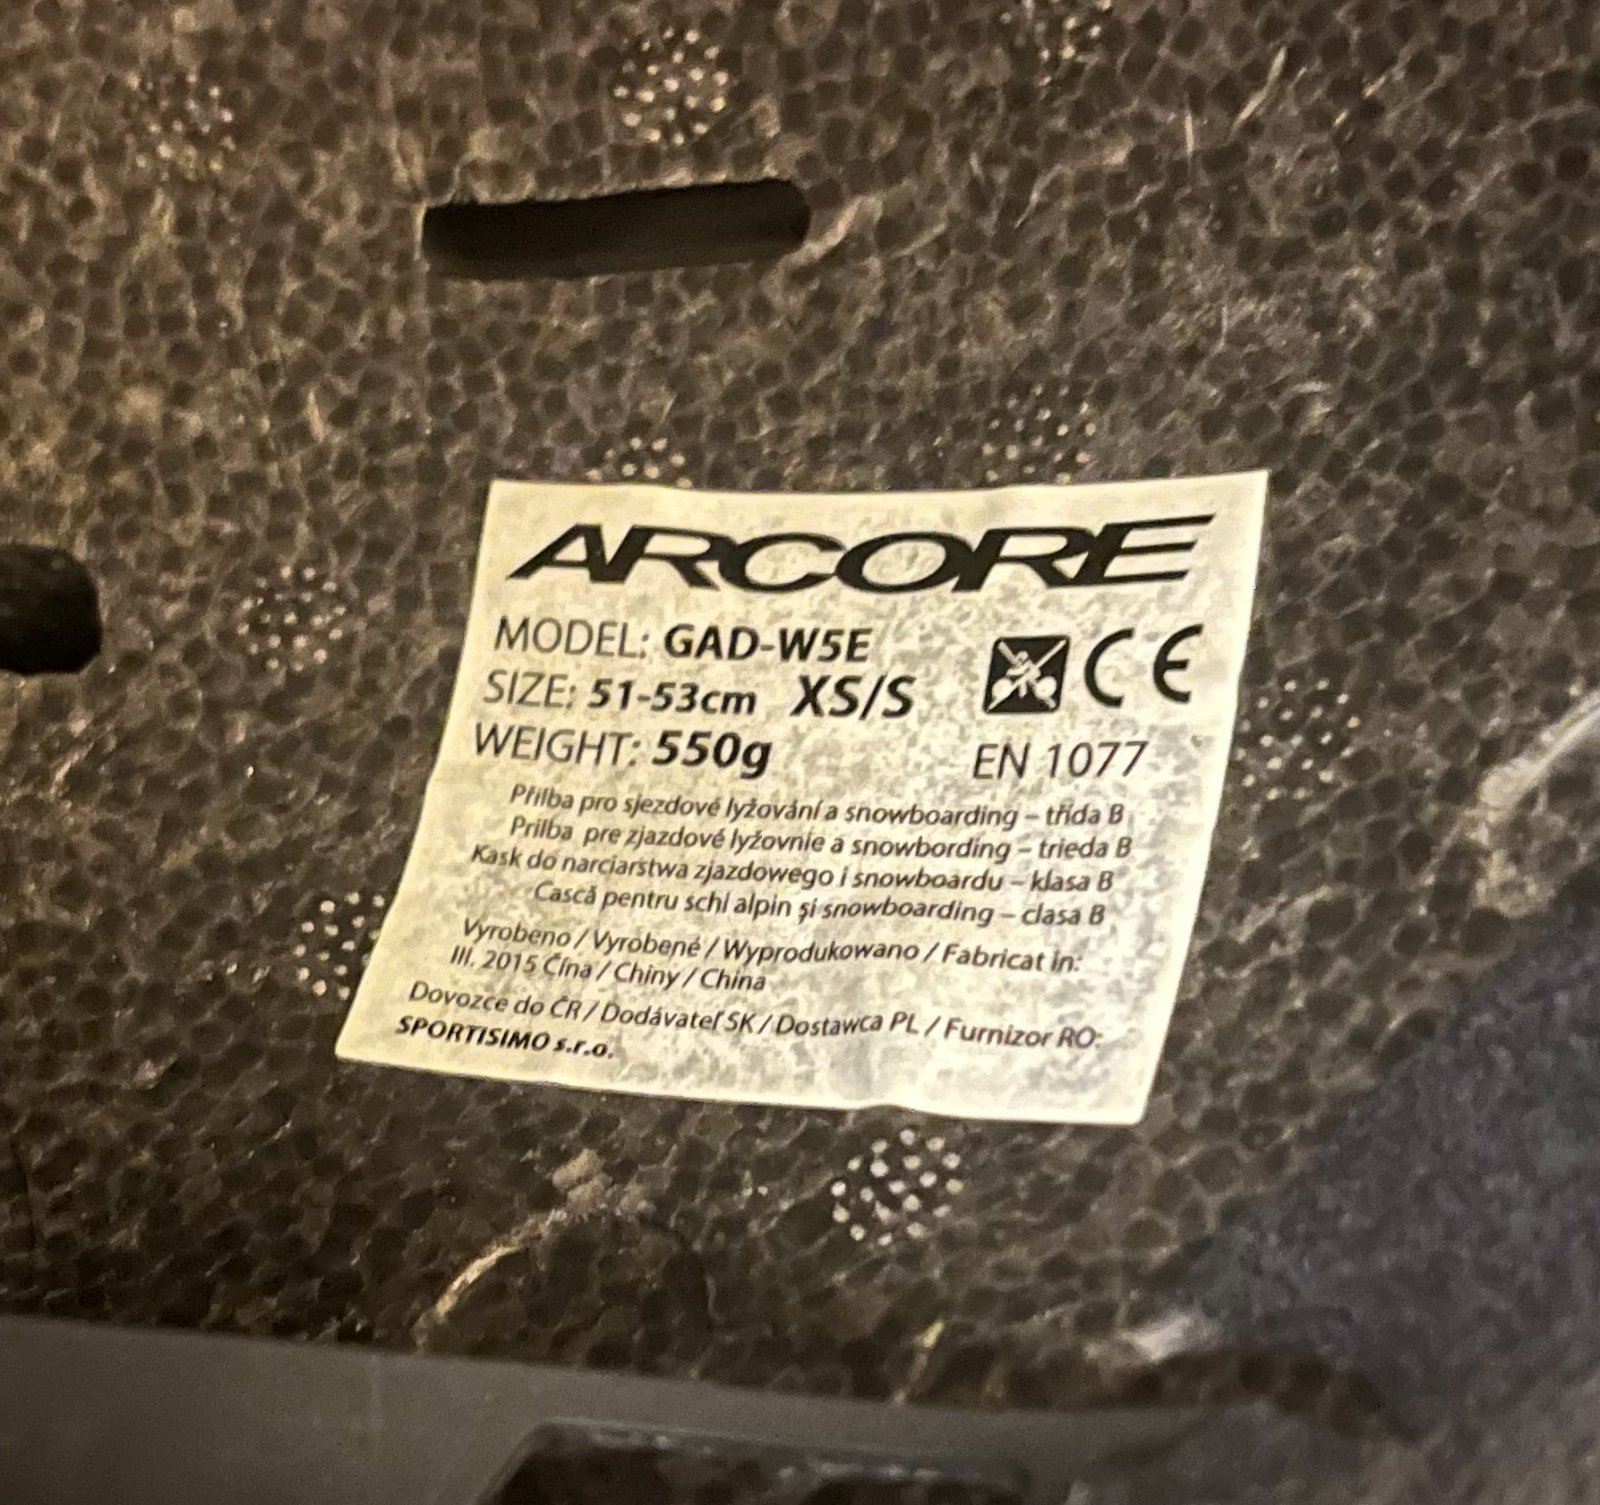 ARCORE
MODEL: GAD-W5E
SIZE: 51-53cm XS/S
WEIGHT: 550g
CE
EN 1077
Přilba pro sjezdové lyžování a snowboarding – třída B
Prilba pre zjazdové lyžovnie a snowbording – trieda B
Kask do narciarstwa zjazdowego i snowboardu – klasa B
Cască pentru schi alpin și snowboarding – clasa B
Vyrobeno / Vyrobené / Wyprodukowano / Fabricat in:
III. 2015 Čína / Chiny / China
Dovozce do ČR / Dodávateľ SK / Dostawca PL / Furnizor RO:
SPORTISIMO s.r.o.